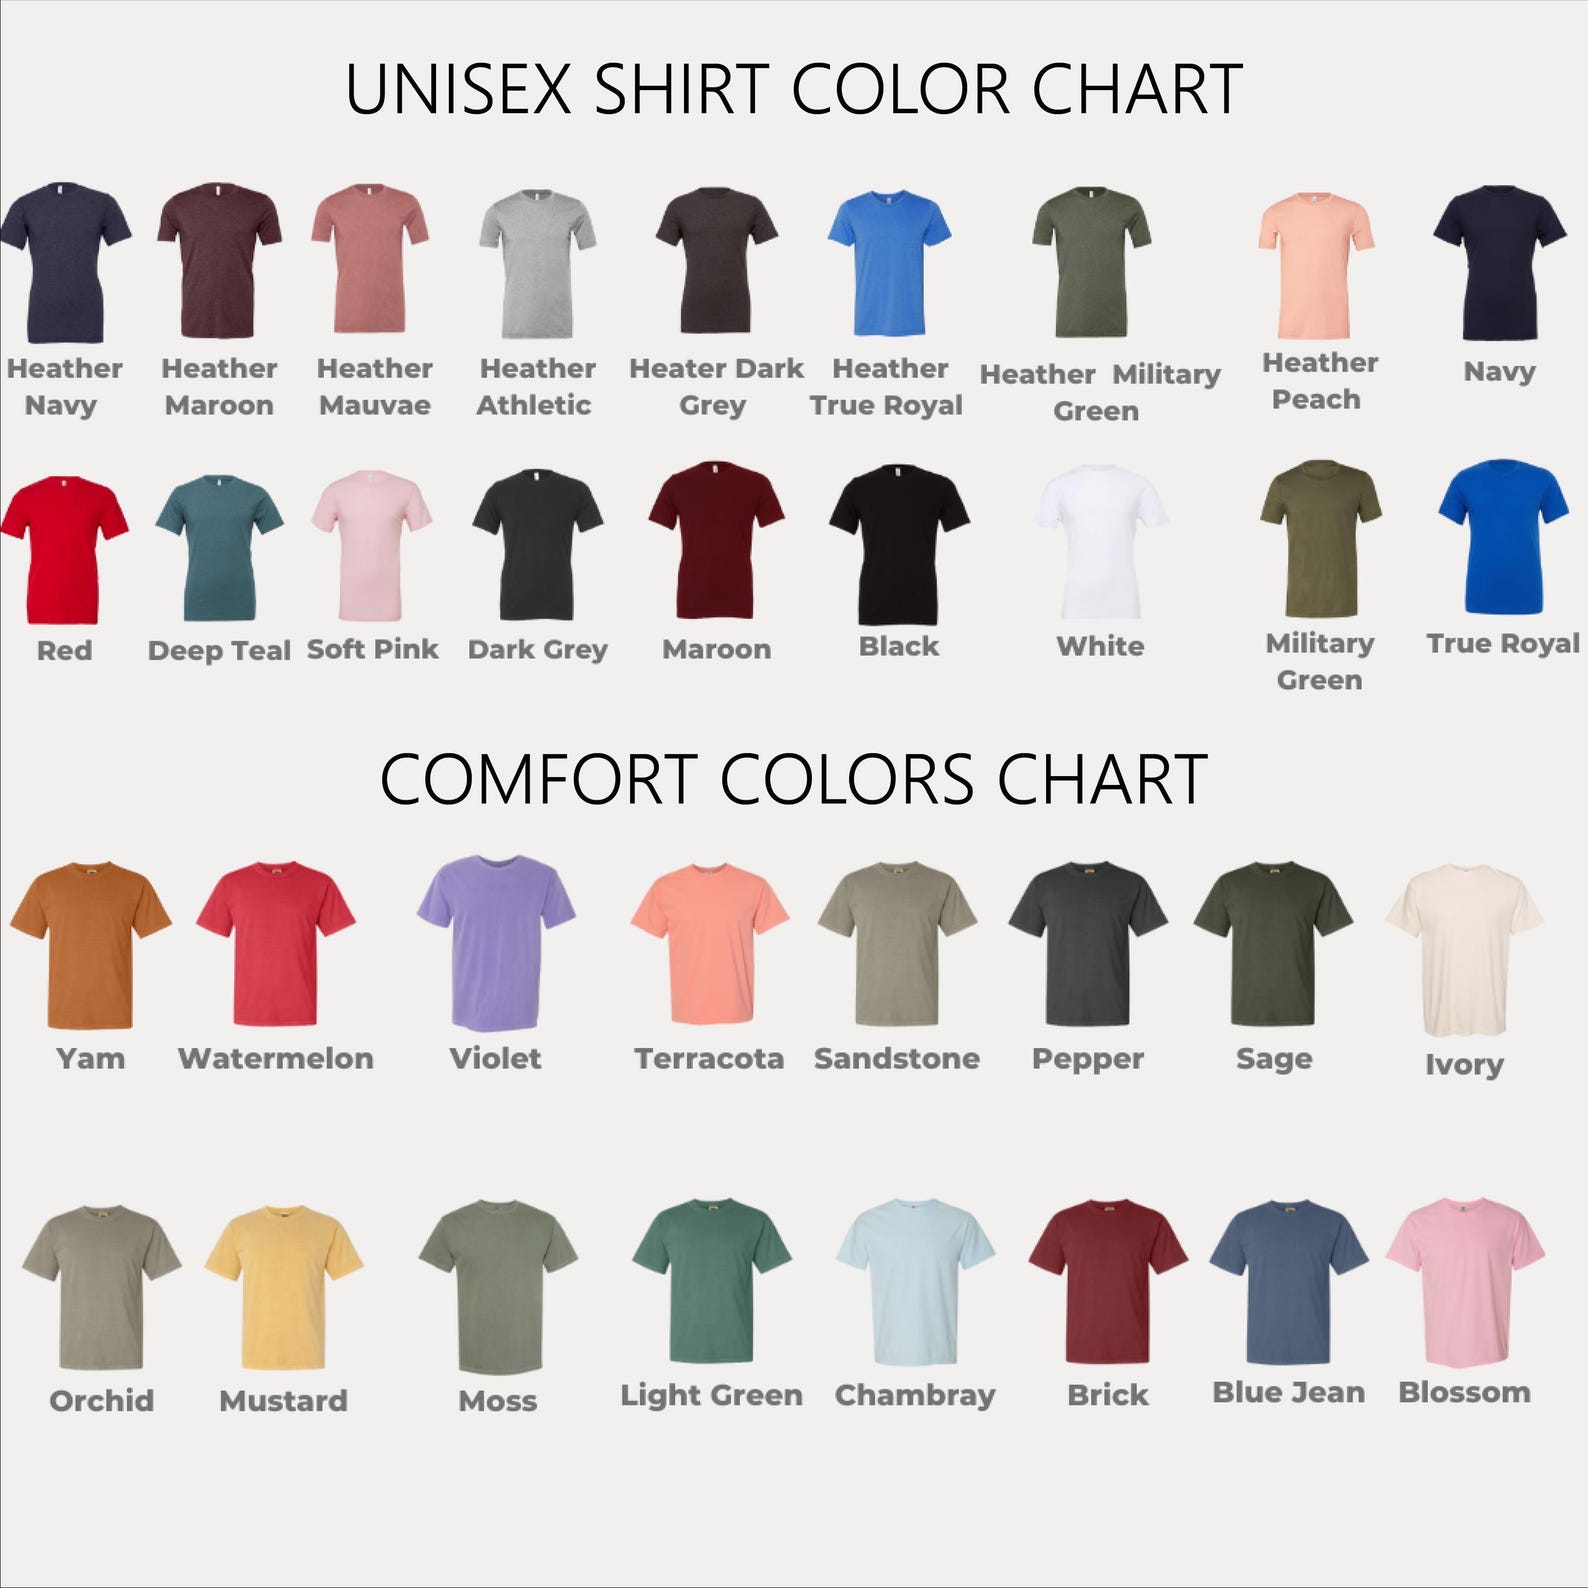 UNISEX SHIRT COLOR CHART
Heather
Navy
Heather
Maroon
Heather
Mauvae
Heather
Athletic
Heater Dark
Grey
Heather
True Royal
Heather  Military
Green
Heather
Peach
Navy
Red
Deep Teal
Soft Pink
Dark Grey
Maroon
Black
White
Military
Green
True Royal
COMFORT COLORS CHART
Yam
Watermelon
Violet
Terracota
Sandstone
Pepper
Sage
Ivory
Orchid
Mustard
Moss
Light Green
Chambray
Brick
Blue Jean
Blossom